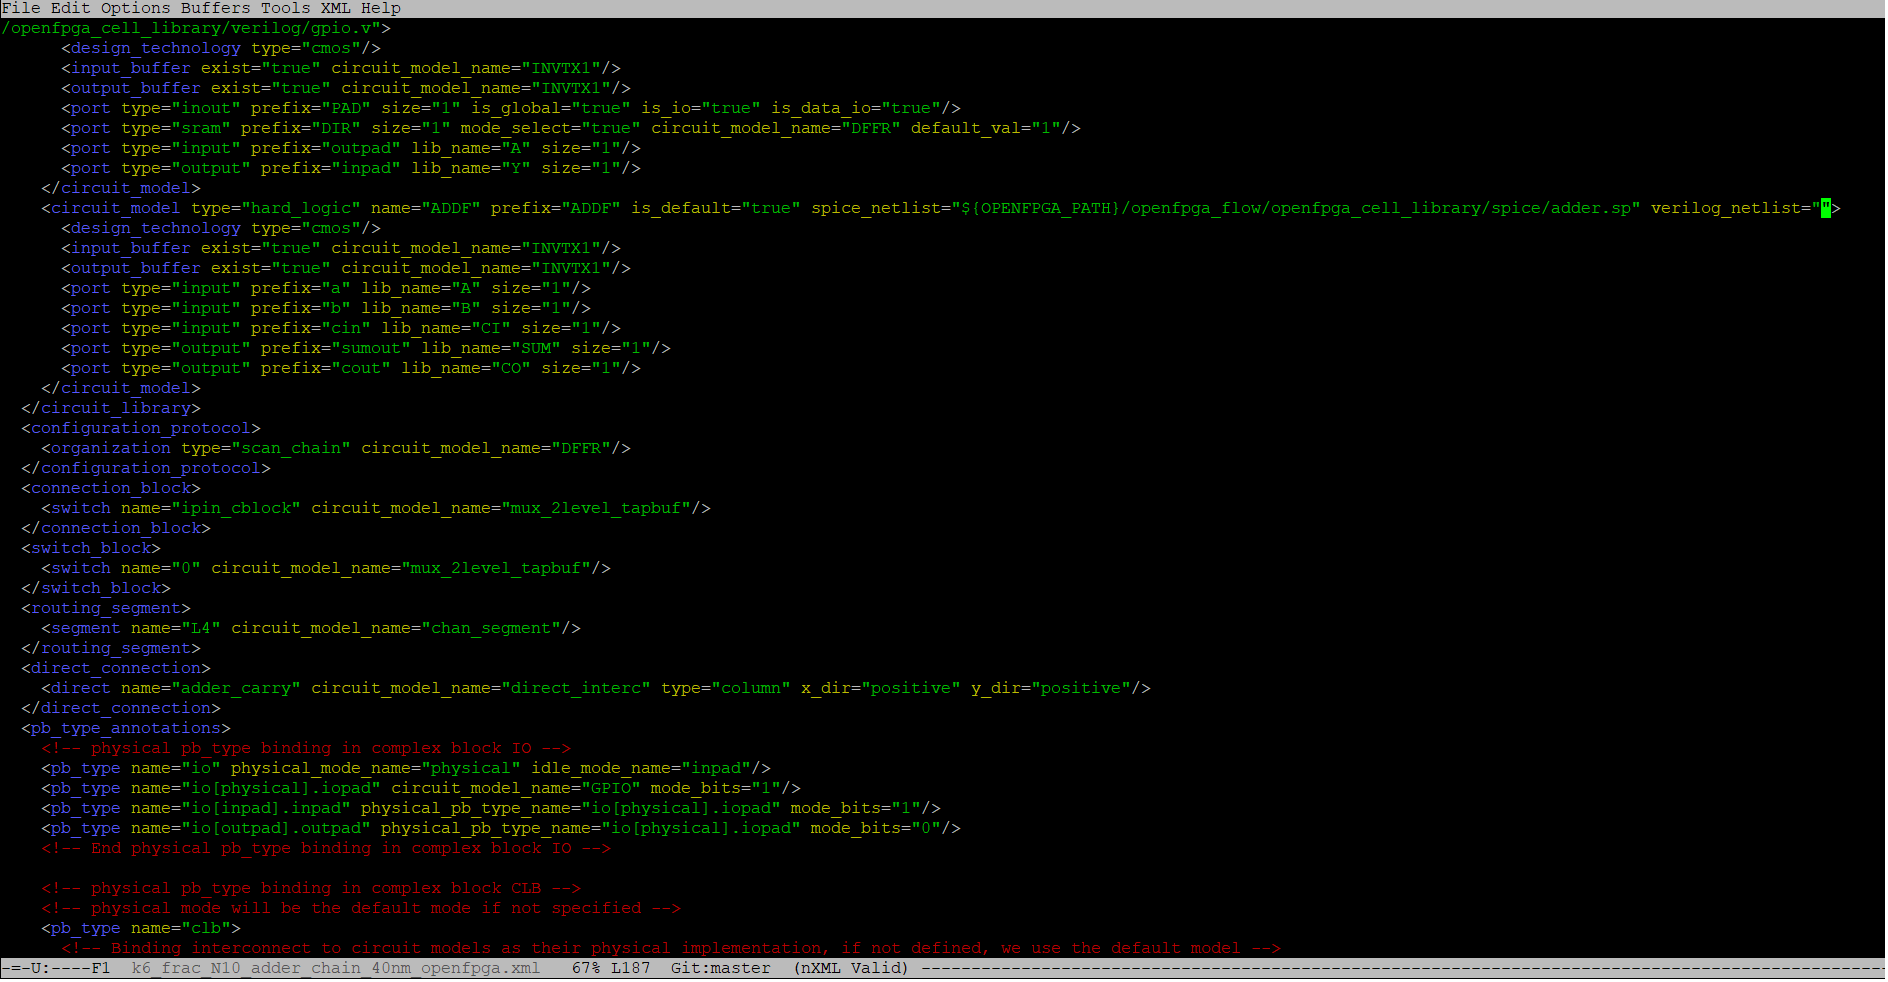 File Edit Options Buffers Tools XML Help
/openfpga_cell_library/verilog/gpio.v">
      <design_technology type="cmos"/>
      <input_buffer exist="true" circuit_model_name="INVTX1"/>
      <output_buffer exist="true" circuit_model_name="INVTX1"/>
      <port type="inout" prefix="PAD" size="1" is_global="true" is_io="true" is_data_io="true"/>
      <port type="sram" prefix="DIR" size="1" mode_select="true" circuit_model_name="DFFR" default_val="1"/>
      <port type="input" prefix="outpad" lib_name="A" size="1"/>
      <port type="output" prefix="inpad" lib_name="Y" size="1"/>
    </circuit_model>
    <circuit_model type="hard_logic" name="ADDF" prefix="ADDF" is_default="true" spice_netlist="${OPENFPGA_PATH}/openfpga_flow/openfpga_cell_library/spice/adder.sp" verilog_netlist="">
      <design_technology type="cmos"/>
      <input_buffer exist="true" circuit_model_name="INVTX1"/>
      <output_buffer exist="true" circuit_model_name="INVTX1"/>
      <port type="input" prefix="a" lib_name="A" size="1"/>
      <port type="input" prefix="b" lib_name="B" size="1"/>
      <port type="input" prefix="cin" lib_name="CI" size="1"/>
      <port type="output" prefix="sumout" lib_name="SUM" size="1"/>
      <port type="output" prefix="cout" lib_name="CO" size="1"/>
    </circuit_model>
  </circuit_library>
  <configuration_protocol>
    <organization type="scan_chain" circuit_model_name="DFFR"/>
  </configuration_protocol>
  <connection_block>
    <switch name="ipin_cblock" circuit_model_name="mux_2level_tapbuf"/>
  </connection_block>
  <switch_block>
    <switch name="0" circuit_model_name="mux_2level_tapbuf"/>
  </switch_block>
  <routing_segment>
    <segment name="L4" circuit_model_name="chan_segment"/>
  </routing_segment>
  <direct_connection>
    <direct name="adder_carry" circuit_model_name="direct_interc" type="column" x_dir="positive" y_dir="positive"/>
  </direct_connection>
  <pb_type_annotations>
    <!-- physical pb_type binding in complex block IO -->
    <pb_type name="io" physical_mode_name="physical" idle_mode_name="inpad"/>
    <pb_type name="io[physical].iopad" circuit_model_name="GPIO" mode_bits="1"/>
    <pb_type name="io[inpad].inpad" physical_pb_type_name="io[physical].iopad" mode_bits="1"/>
    <pb_type name="io[outpad].outpad" physical_pb_type_name="io[physical].iopad" mode_bits="0"/>
    <!-- End physical pb_type binding in complex block IO -->
    <!-- physical pb_type binding in complex block CLB -->
    <!-- physical mode will be the default mode if not specified -->
    <pb_type name="clb">
      <!-- Binding interconnect to circuit models as their physical implementation, if not defined, we use the default model -->
-=-U:----F1  k6_frac_N10_adder_chain_40nm_openfpga.xml   67% L187  Git:master  (nXML Valid) -------------------------------------------------------------------------------------------------